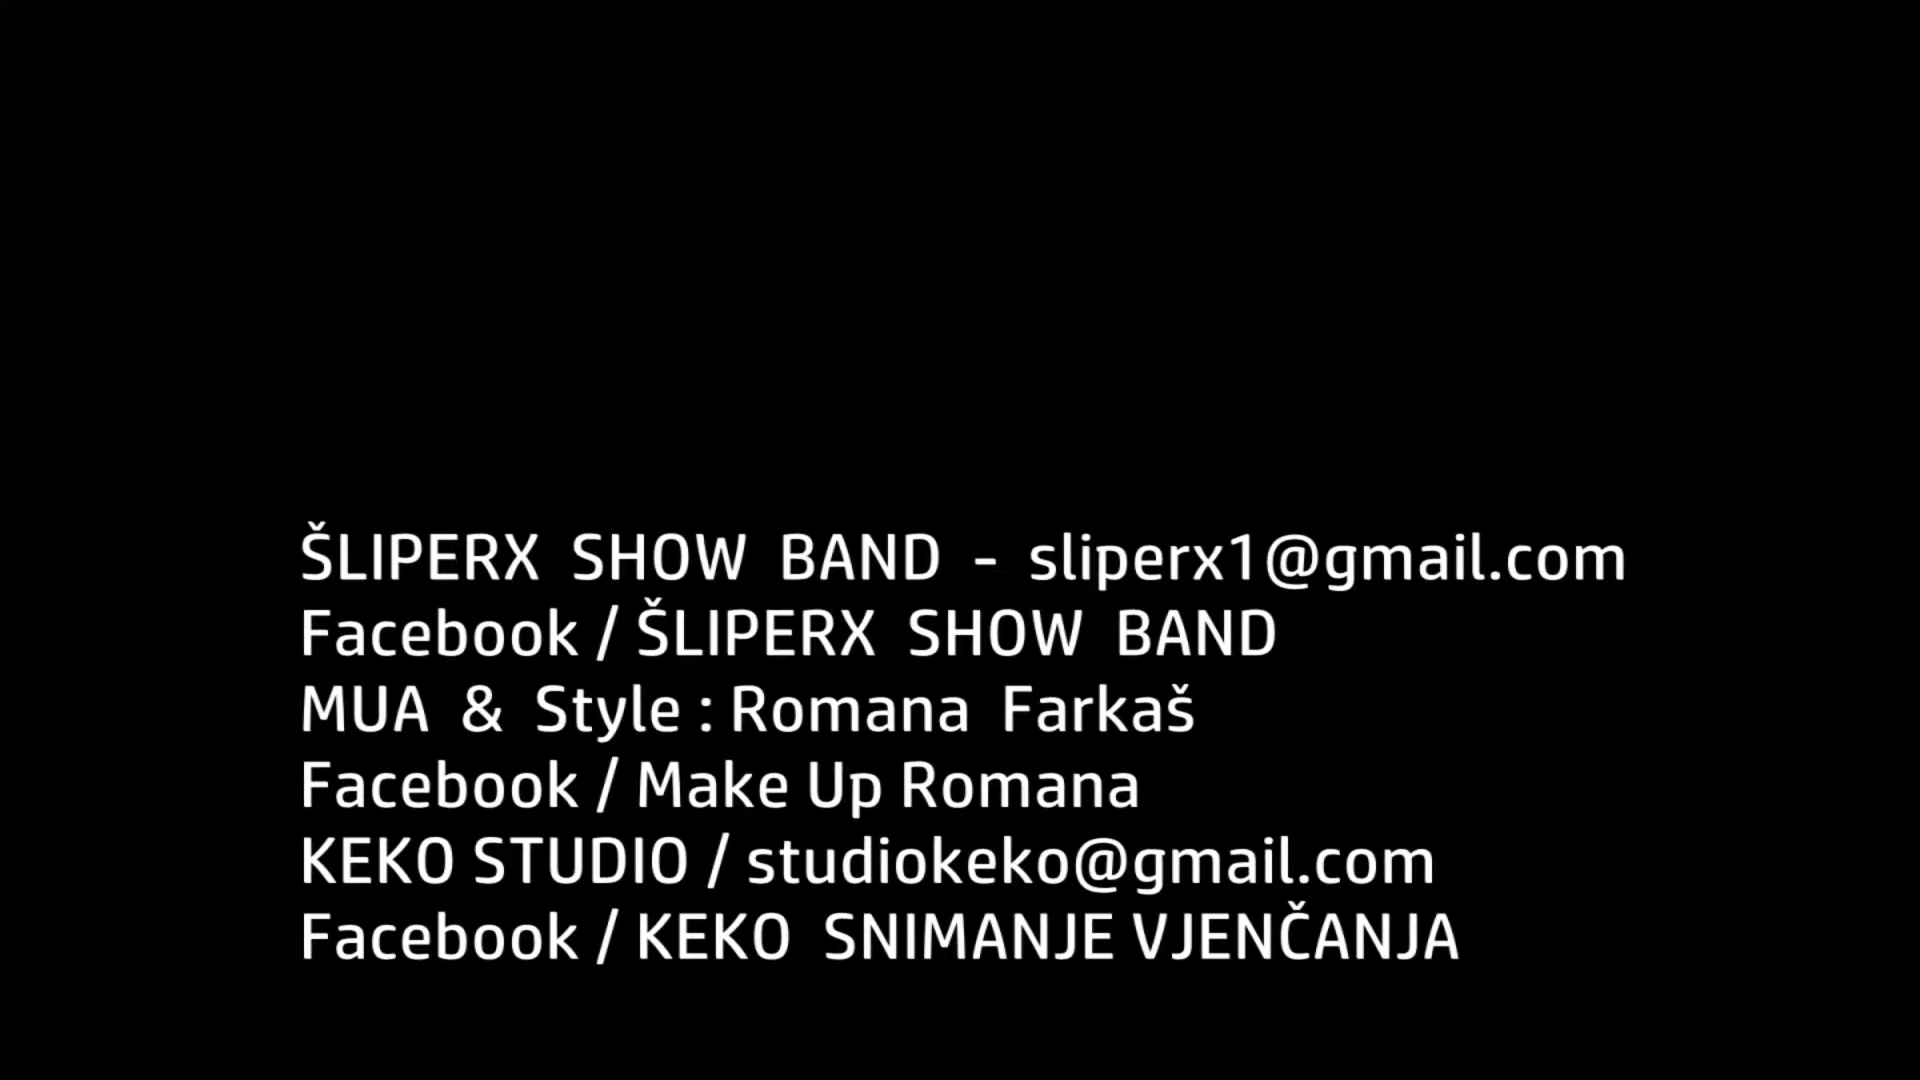 ŠLIPERX SHOW BAND - sliperx1@gmail.com
Facebook / ŠLIPERX SHOW BAND
MUA & Style : Romana Farkaš
Facebook / Make Up Romana
KEKO STUDIO / studiokeko@gmail.com
Facebook / KEKO SNIMANJE VJENČANJA